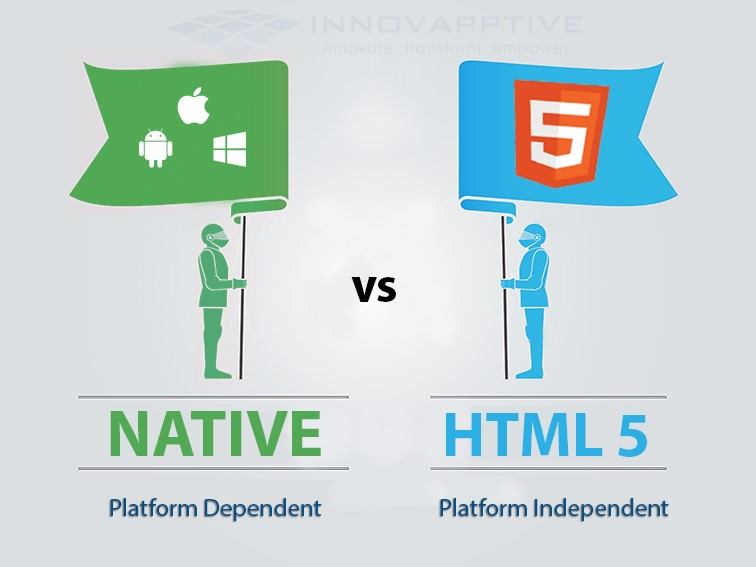 INNOVAPPTIVE
innovate. transform. empower.
5
VS
NATIVE
HTML 5
Platform Dependent
Platform Independent